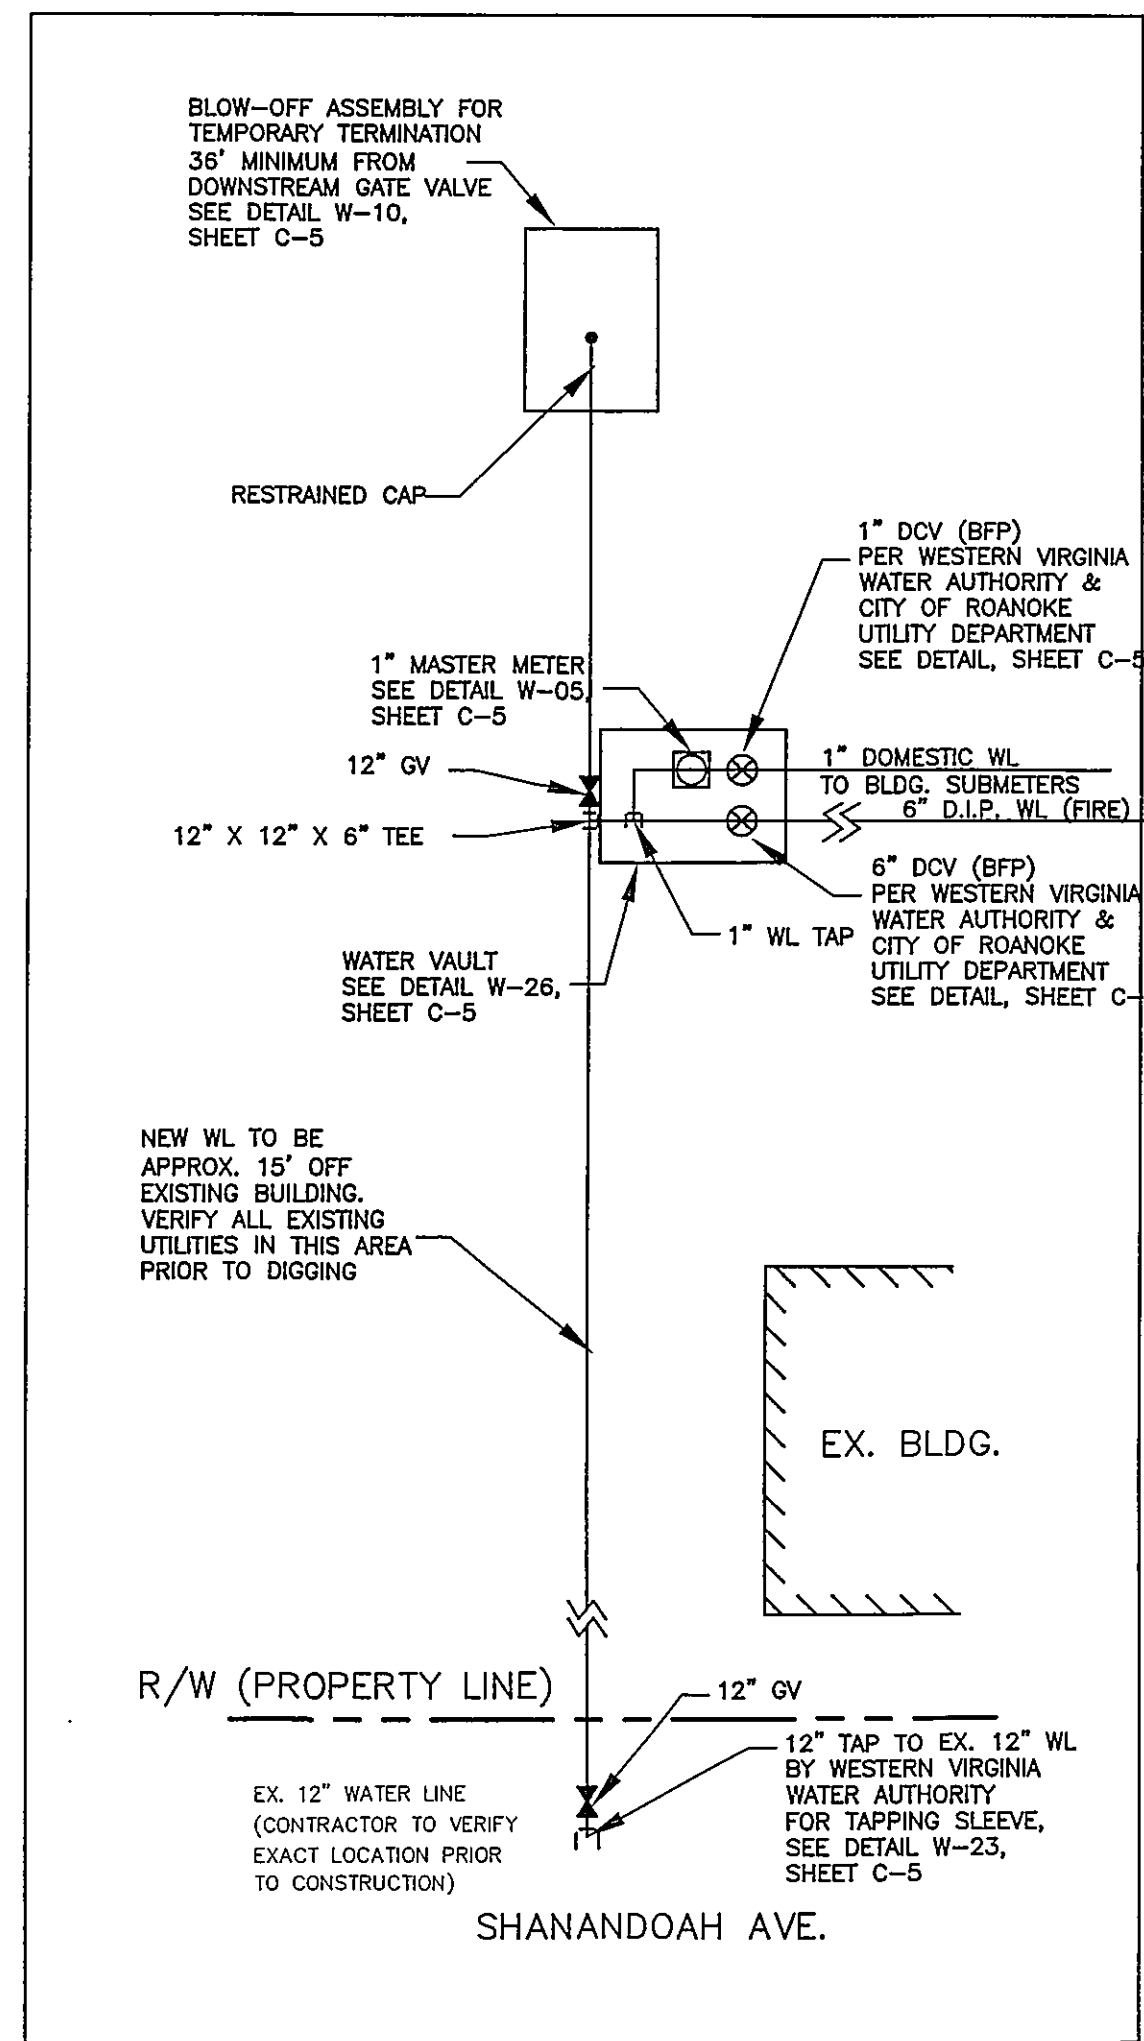 BLOW-OFF ASSEMBLY FOR
TEMPORARY TERMINATION
36' MINIMUM FROM
DOWNSTREAM GATE VALVE
SEE DETAIL W-10,
SHEET C-5
RESTRAINED CAP
1" DCV (BFP)
PER WESTERN VIRGINIA
WATER AUTHORITY &
CITY OF ROANOKE
UTILITY DEPARTMENT
SEE DETAIL, SHEET C-5
1" MASTER METER
SEE DETAIL W-05,
SHEET C-5
12" GV
12" X 12" X 6" TEE
1" DOMESTIC WL
TO BLDG. SUBMETERS
6" D.I.P. WL (FIRE)
6" DCV (BFP)
PER WESTERN VIRGINIA
WATER AUTHORITY &
CITY OF ROANOKE
UTILITY DEPARTMENT
SEE DETAIL, SHEET C-
1" WL TAP
WATER VAULT
SEE DETAIL W-26,
SHEET C-5
NEW WL TO BE
APPROX. 15' OFF
EXISTING BUILDING.
VERIFY ALL EXISTING
UTILITIES IN THIS AREA
PRIOR TO DIGGING
EX. BLDG.
R/W (PROPERTY LINE)
12" GV
12" TAP TO EX. 12" WL
BY WESTERN VIRGINIA
WATER AUTHORITY
FOR TAPPING SLEEVE,
SEE DETAIL W-23,
SHEET C-5
EX. 12" WATER LINE
(CONTRACTOR TO VERIFY
EXACT LOCATION PRIOR
TO CONSTRUCTION)
SHANANDOAH AVE.